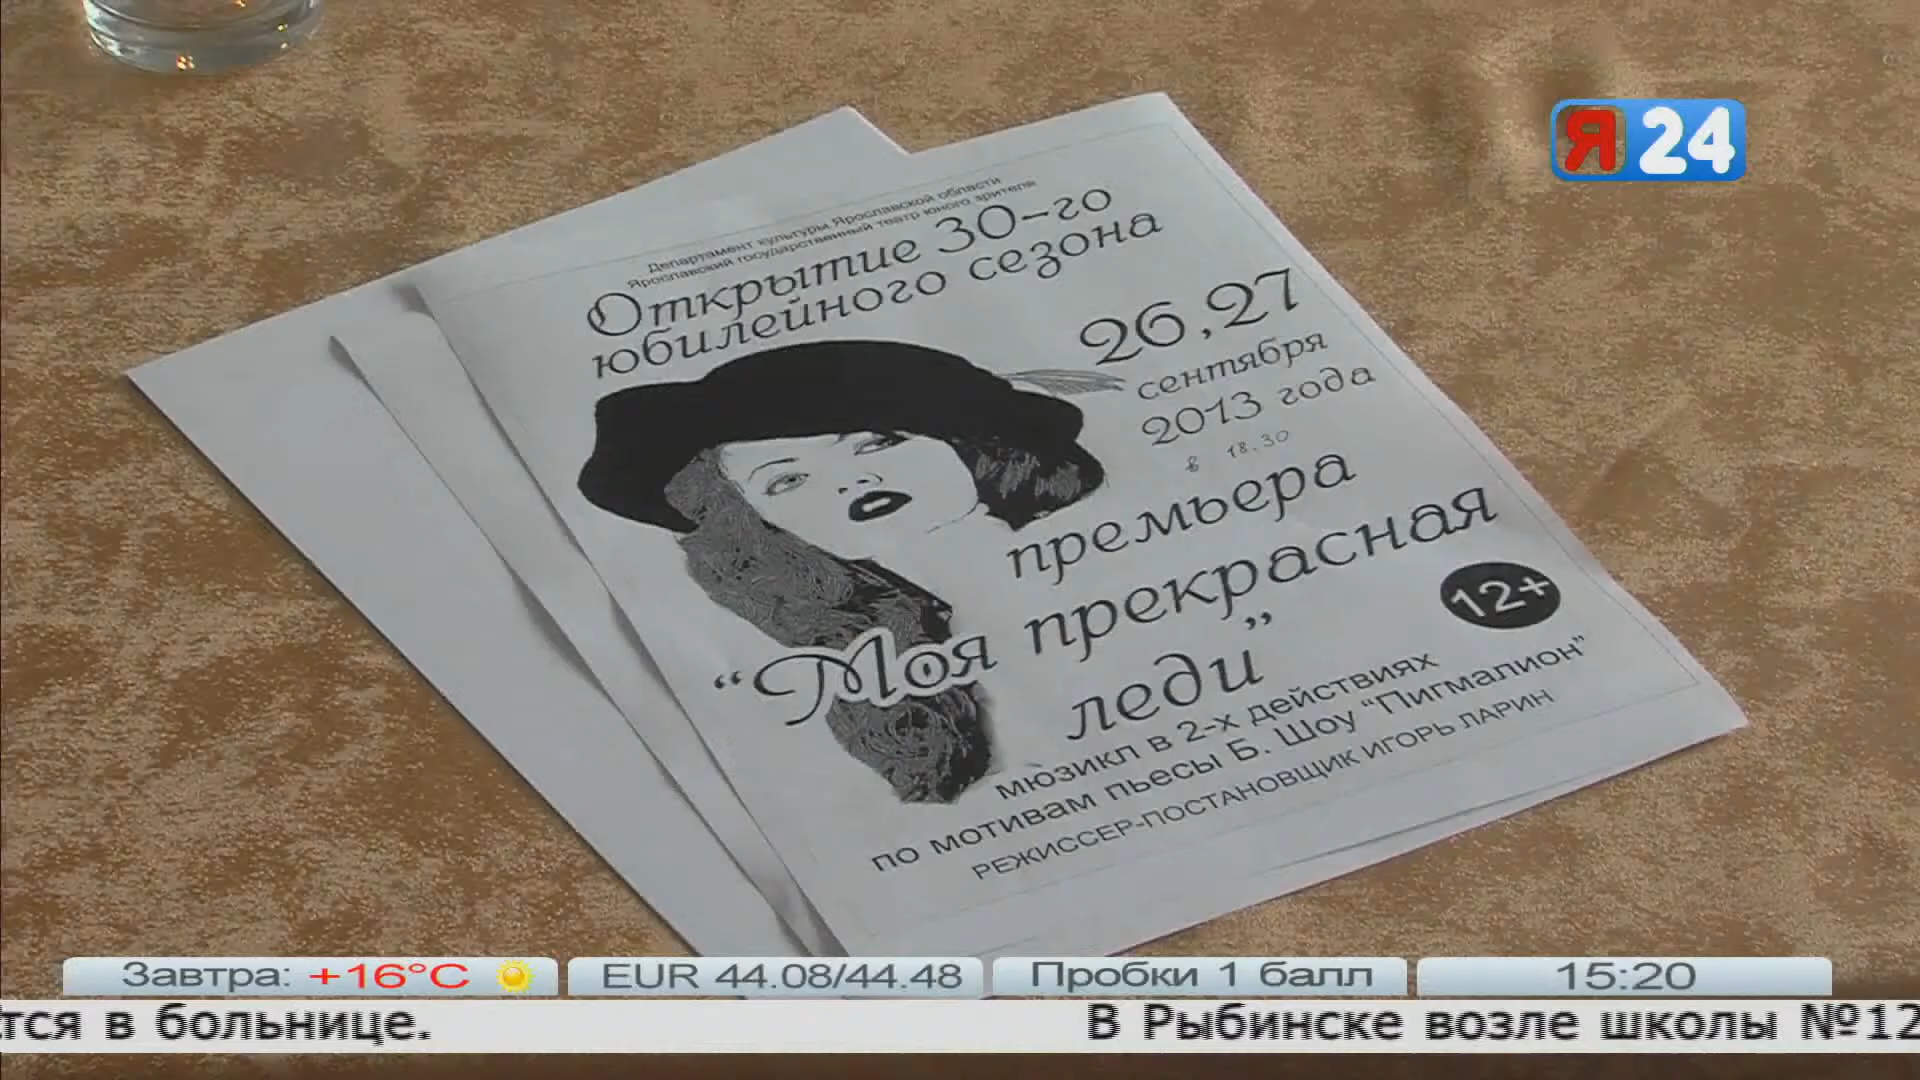 Я 24
Департамент культуры Ярославской области
Ярославский государственный театр юного зрителя
Открытие 30-го
юбилейного сезона
26, 27
сентября
2013 года
в 18.30
премьера
“Моя прекрасная
леди”
12+
мюзикл в 2-х действиях
по мотивам пьесы Б. Шоу “Пигмалион”
РЕЖИССЕР-ПОСТАНОВЩИК ИГОРЬ ЛАРИН
Завтра: +16°C
EUR 44.08/44.48
Пробки 1 балл
15:20
тся в больнице. В Рыбинске возле школы №12